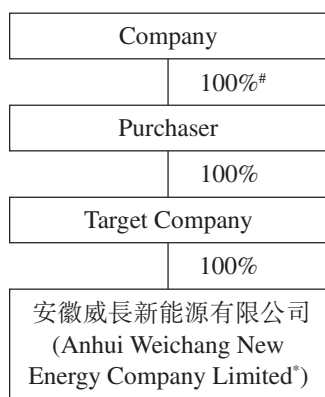 Company
100%#
Purchaser
100%
Target Company
100%
安徽威長新能源有限公司
(Anhui Weichang New
Energy Company Limited*)